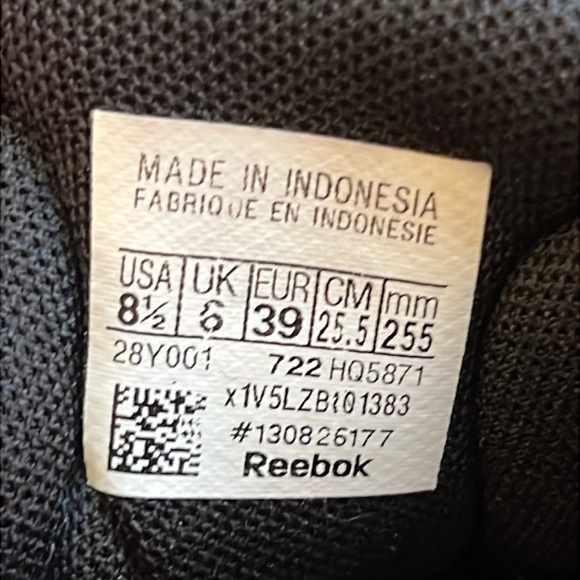 MADE IN INDONESIA
FABRIQUE EN INDONÉSIE
USA UK EUR CM mm
8½ 6 39 25.5 255
28Y001 722 HQ5871
x1V5LZB101383
#130826177
Reebok